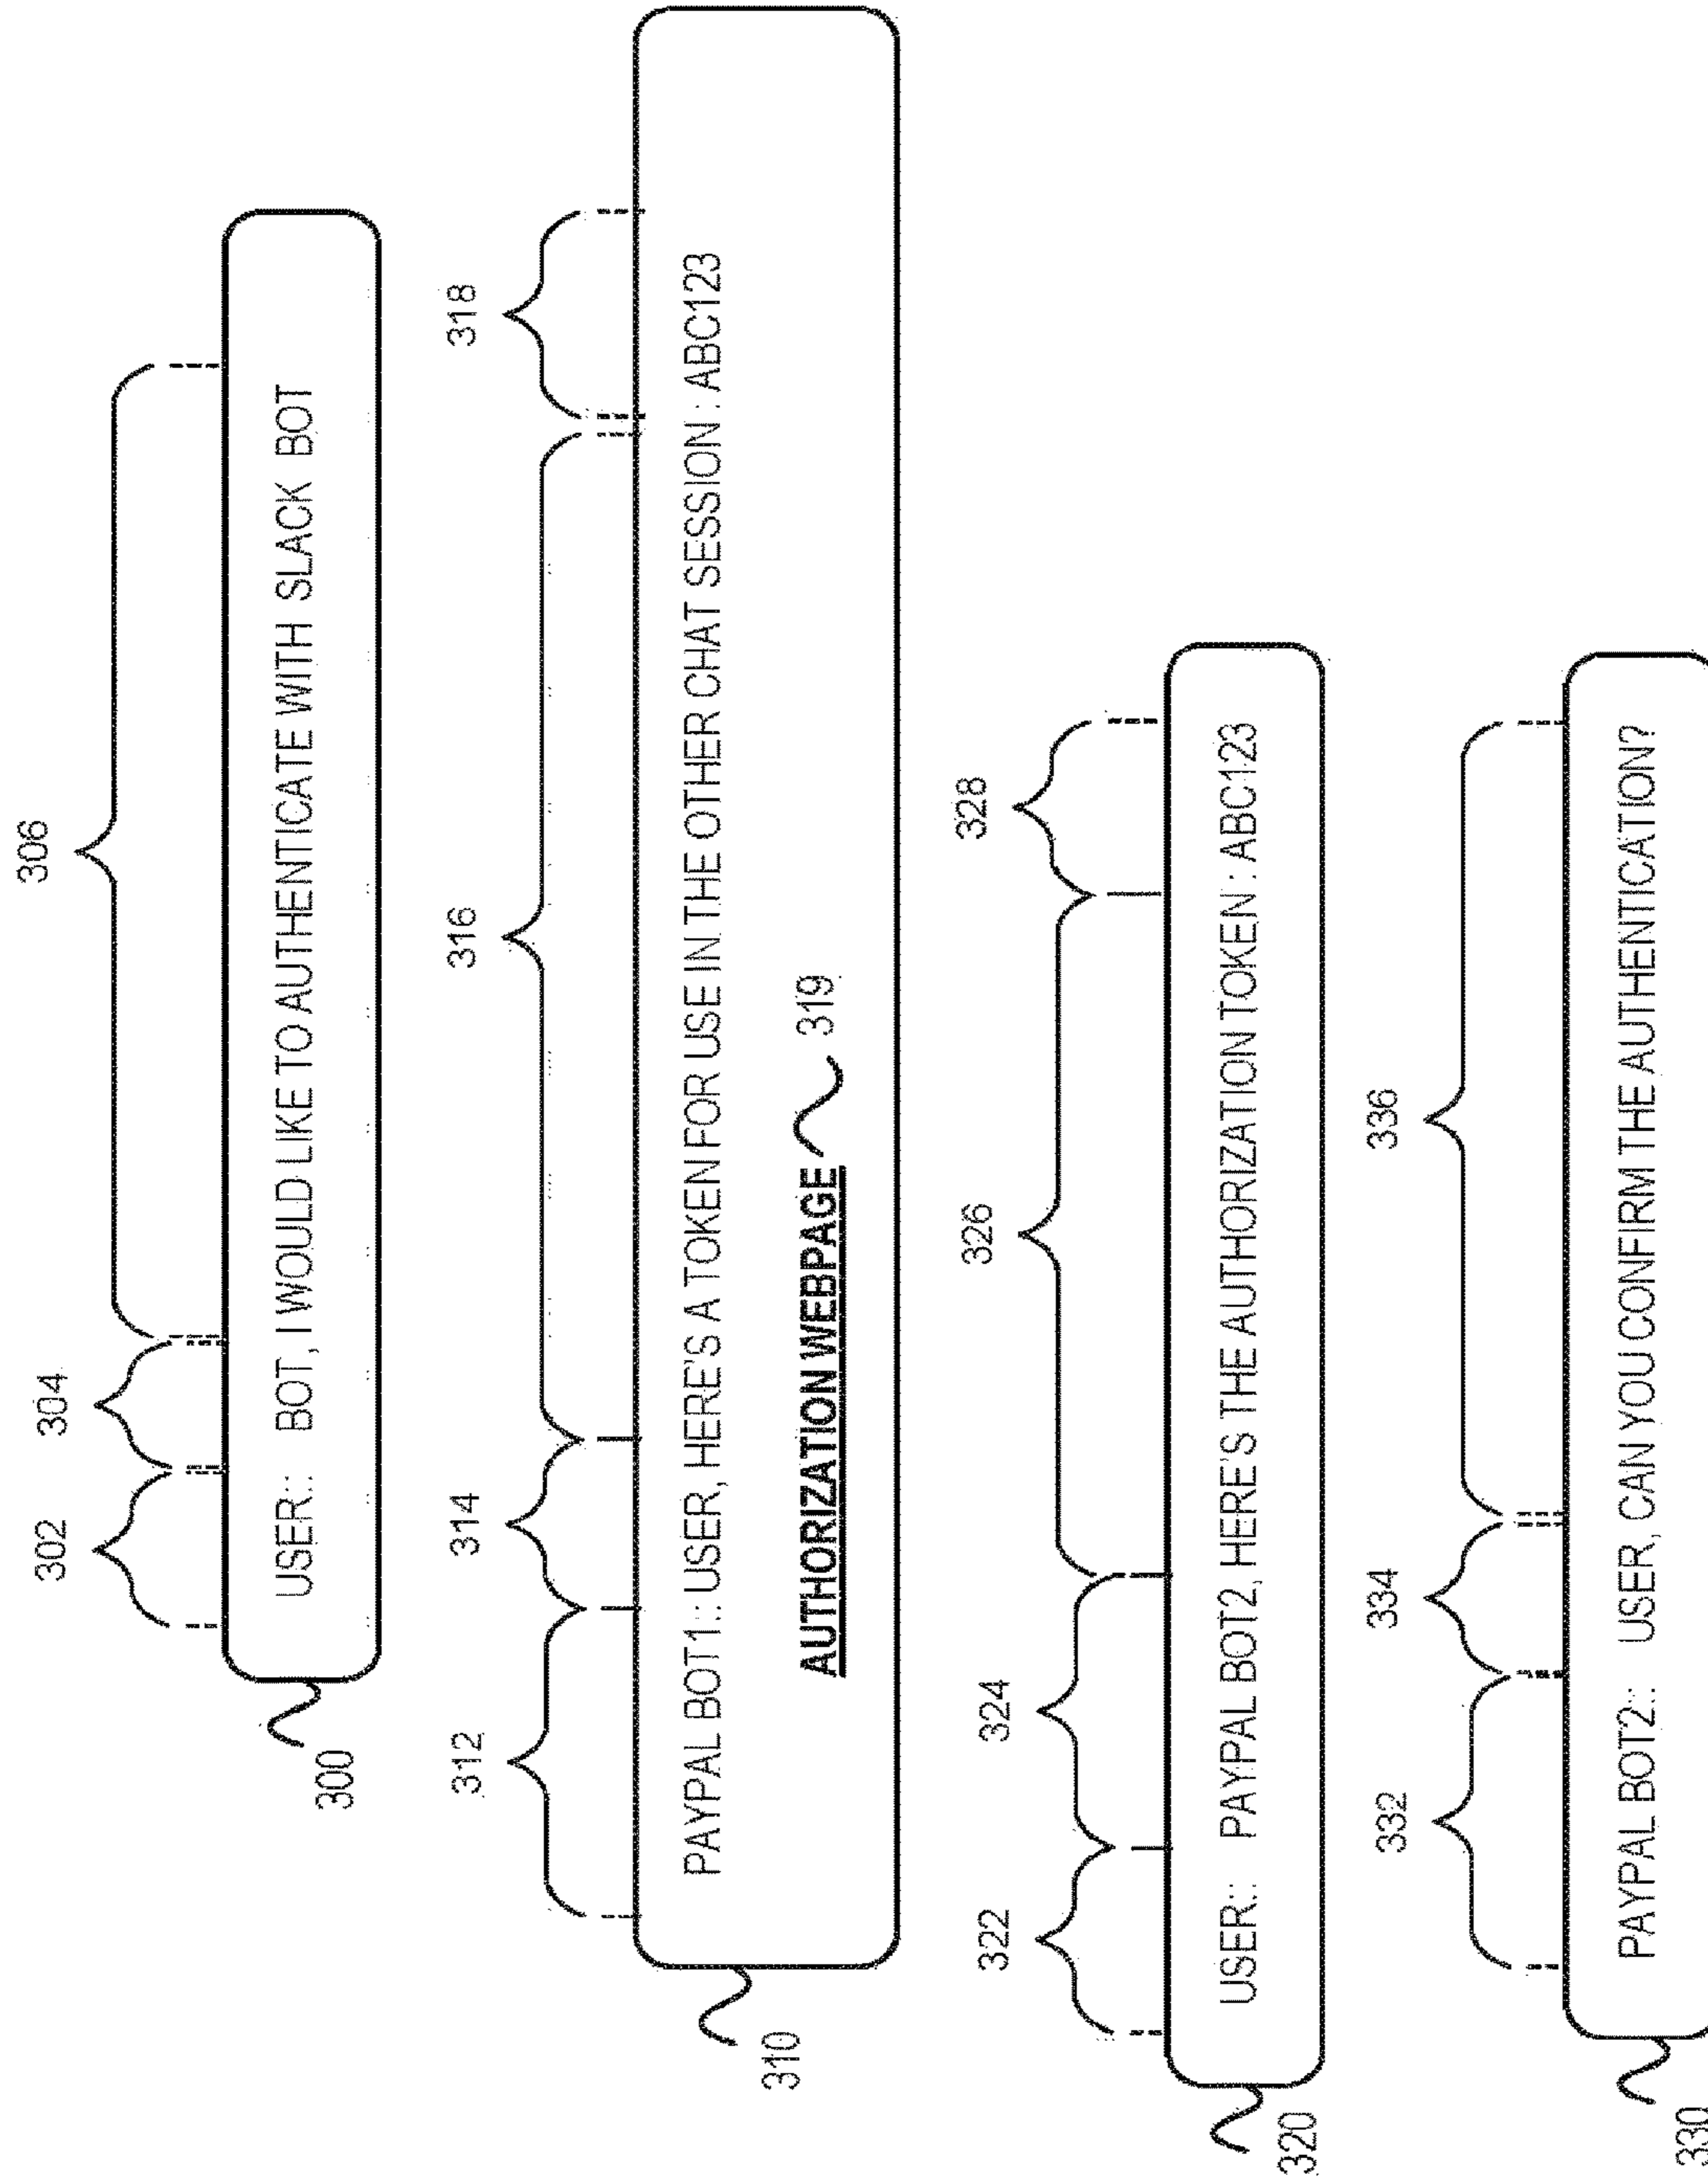 306
302 304
USER:: BOT, I WOULD LIKE TO AUTHENTICATE WITH SLACK BOT
300
312 314 316 318
PAYPAL BOT1:: USER, HERE'S A TOKEN FOR USE IN THE OTHER CHAT SESSION : ABC123
AUTHORIZATION WEBPAGE 319
310
322 324 326 328
USER:: PAYPAL BOT2, HERE'S THE AUTHORIZATION TOKEN : ABC123
320
332 334 336
PAYPAL BOT2:: USER, CAN YOU CONFIRM THE AUTHENTICATION?
330